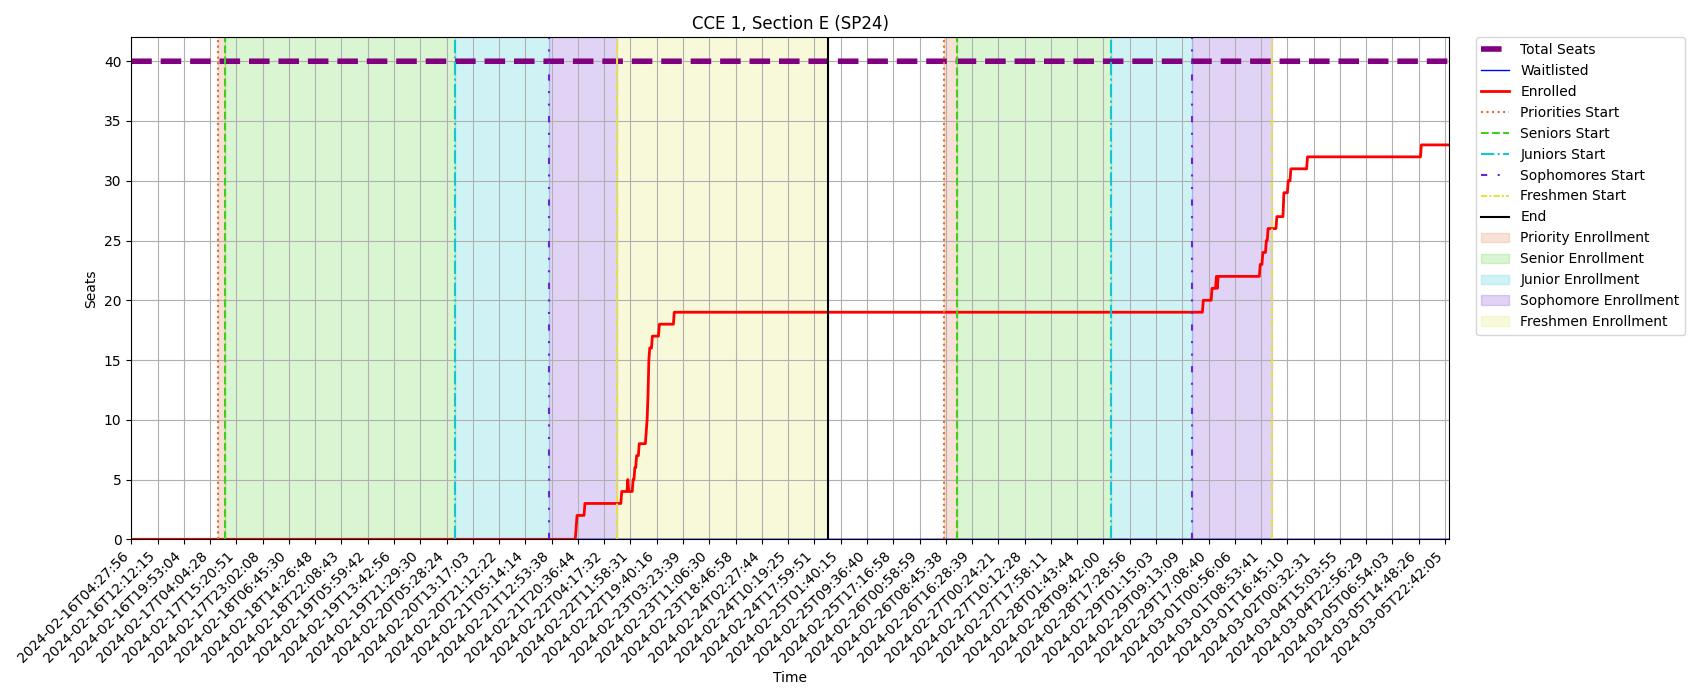 CCE 1, Section E (SP24)
Total Seats
Waitlisted
Enrolled
Priorities Start
Seniors Start
Juniors Start
Sophomores Start
Freshmen Start
End
Priority Enrollment
Senior Enrollment
Junior Enrollment
Sophomore Enrollment
Freshmen Enrollment
Seats
40
35
30
25
20
15
10
5
0
2024-02-16T04:27:56
2024-02-16T12:12:15
2024-02-16T19:53:04
2024-02-17T04:04:28
2024-02-17T15:20:51
2024-02-17T23:02:08
2024-02-18T06:45:30
2024-02-18T14:26:48
2024-02-18T22:08:43
2024-02-19T05:59:42
2024-02-19T13:42:56
2024-02-19T21:29:30
2024-02-20T05:28:24
2024-02-20T13:17:03
2024-02-20T21:12:22
2024-02-21T05:14:14
2024-02-21T12:53:38
2024-02-21T20:36:44
2024-02-22T04:17:32
2024-02-22T11:58:31
2024-02-22T19:40:16
2024-02-23T03:23:39
2024-02-23T11:06:30
2024-02-23T18:46:58
2024-02-24T02:27:44
2024-02-24T10:19:25
2024-02-24T17:59:51
2024-02-25T01:40:15
2024-02-25T09:36:40
2024-02-25T17:16:58
2024-02-26T00:58:59
2024-02-26T08:45:38
2024-02-26T16:28:39
2024-02-27T00:24:21
2024-02-27T10:12:28
2024-02-27T17:58:11
2024-02-28T01:43:44
2024-02-28T09:42:00
2024-02-28T17:28:56
2024-02-29T01:15:03
2024-02-29T09:13:09
2024-02-29T17:08:40
2024-03-01T00:56:06
2024-03-01T08:53:41
2024-03-01T16:45:10
2024-03-02T00:32:31
2024-03-04T15:03:55
2024-03-04T22:56:29
2024-03-05T06:54:03
2024-03-05T14:48:26
2024-03-05T22:42:05
Time